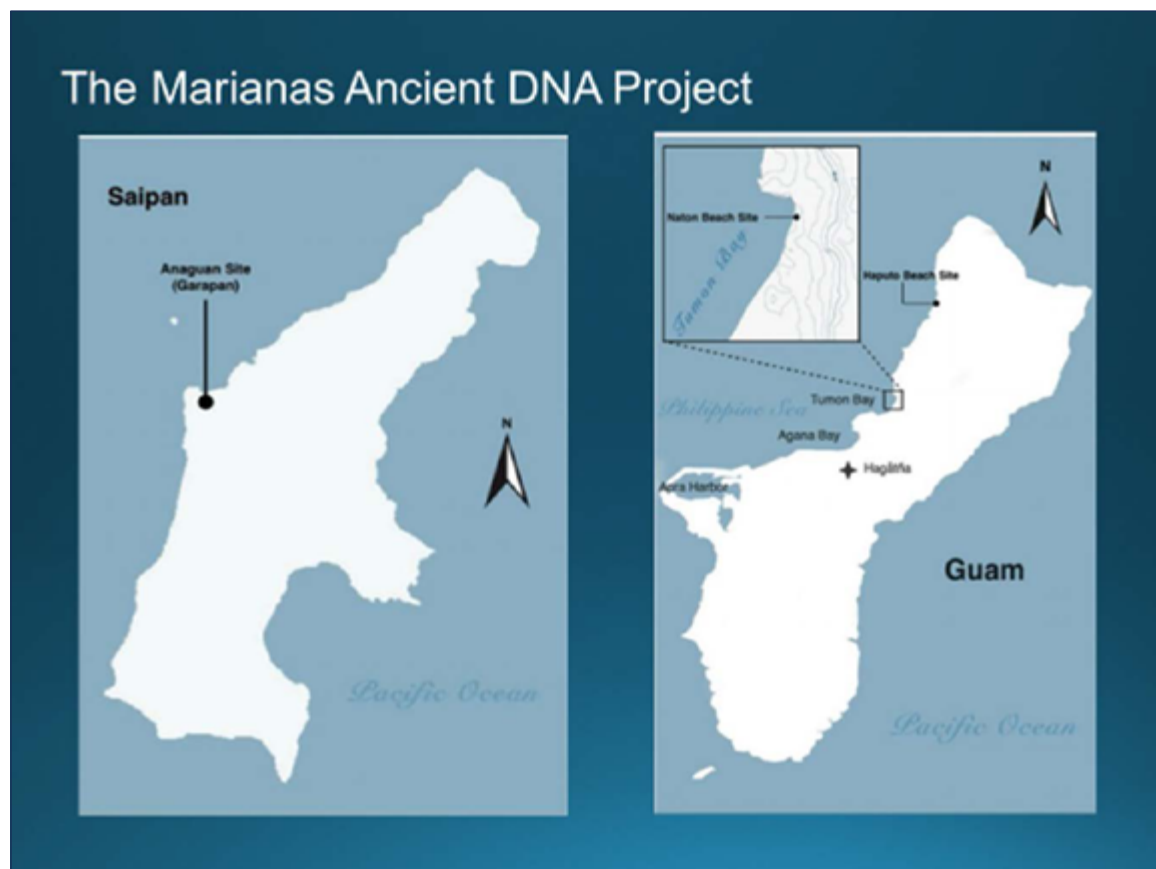 The Marianas Ancient DNA Project
Saipan
Anaguan Site
(Garapan)
N
Pacific Ocean
N
Naton Beach Site
Tumon Bay
Haputo Beach Site
Philippine Sea
Tumon Bay
Agana Bay
Hagåtña
Apra Harbor
Guam
Pacific Ocean